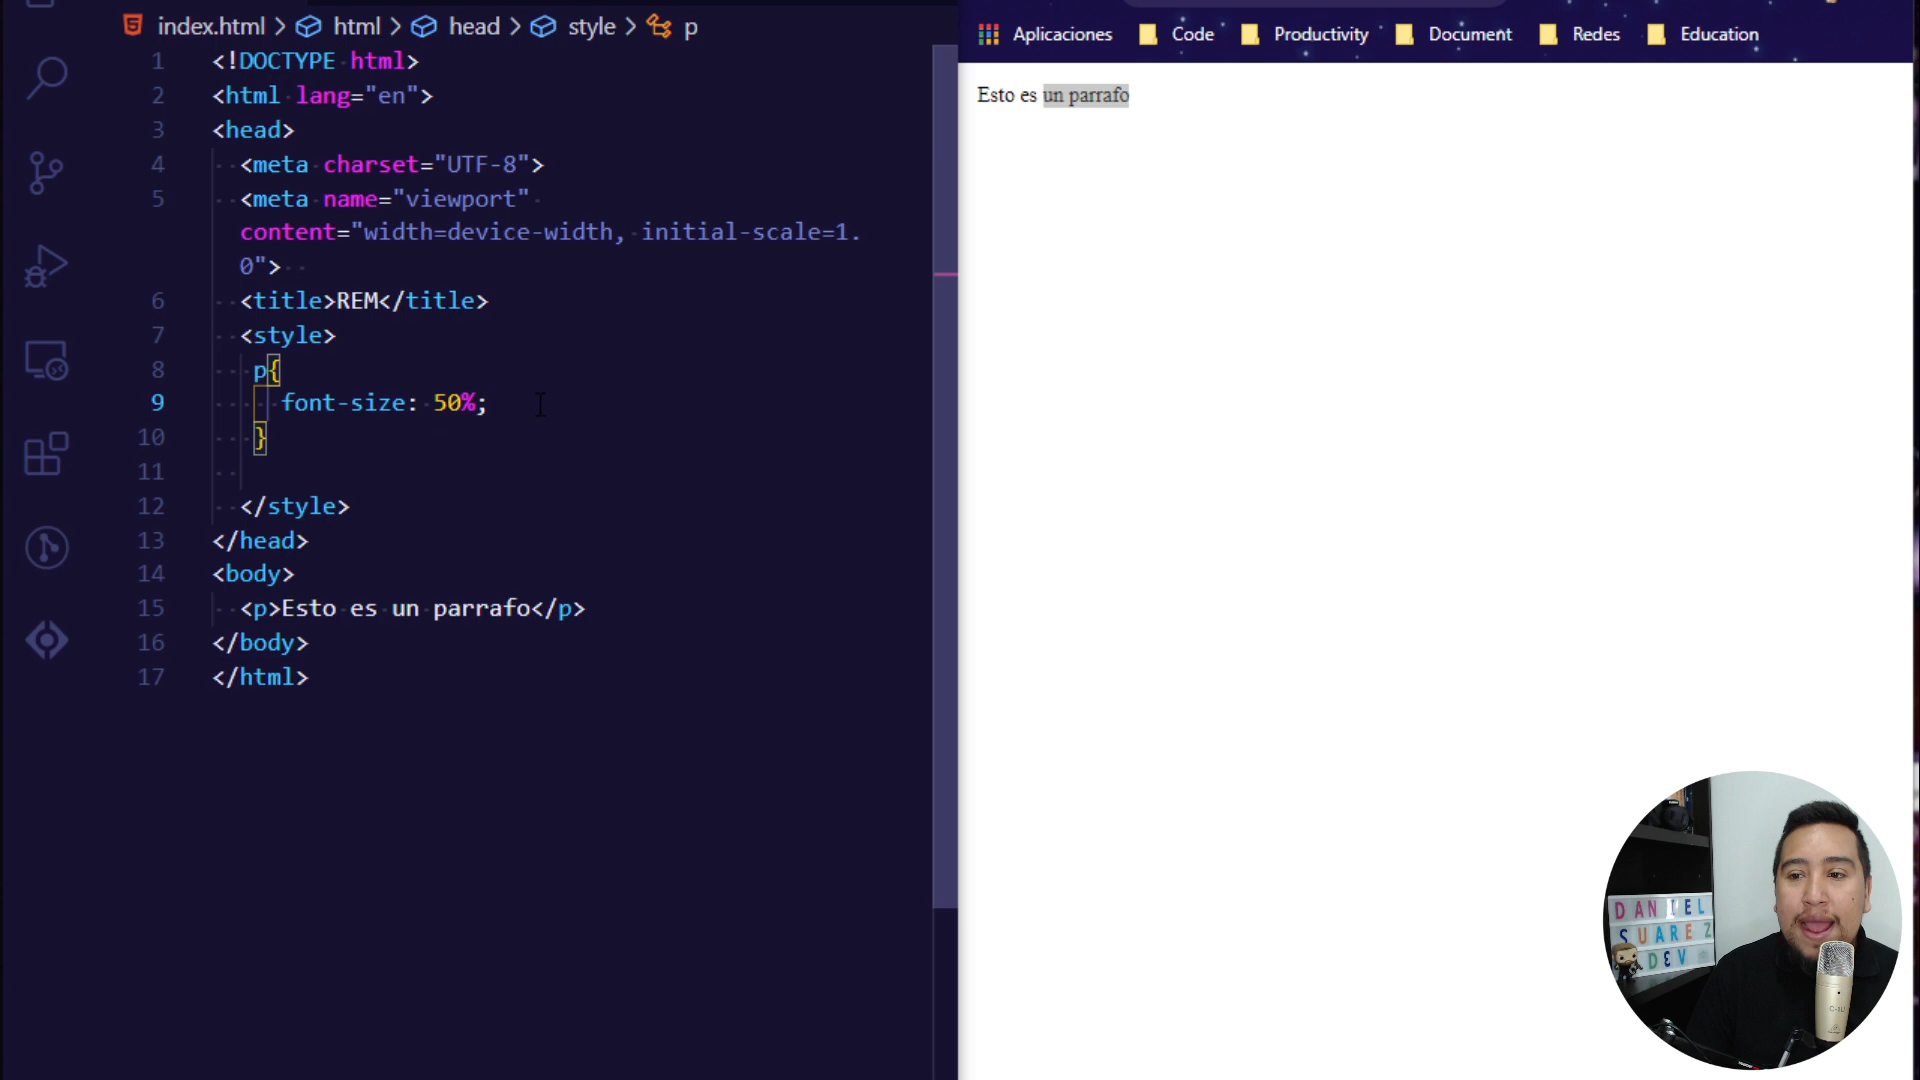 index.html > html > head > style > p
1 <!DOCTYPE html>
2 <html lang="en">
3 <head>
4 <meta charset="UTF-8">
5 <meta name="viewport"
content="width=device-width, initial-scale=1.
0">
6 <title>REM</title>
7 <style>
8 p{
9 font-size: 50%;
10 }
11
12 </style>
13 </head>
14 <body>
15 <p>Esto es un parrafo</p>
16 </body>
17 </html>
Aplicaciones Code Productivity Document Redes Education
Esto es un parrafo
DANIEL
SUAREZ
DEV
C-1U